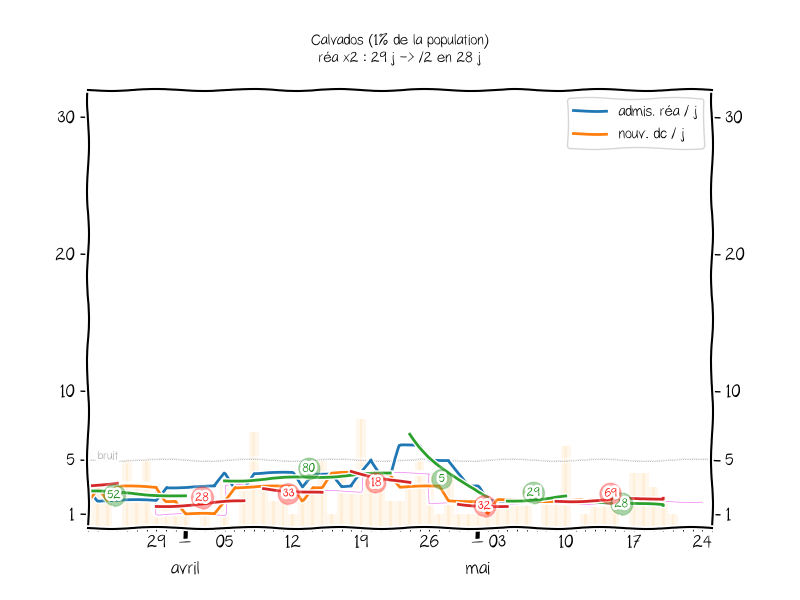 Calvados (1% de la population)
réa x2 : 29 j -> /2 en 28 j
admis. réa / j
nouv. dc / j
30 30
20 20
10 10
bruit
5 5
1 1
80
18
5
52
28
33
32
29
69
28
29 05 12 19 26 03 10 17 24
avril mai